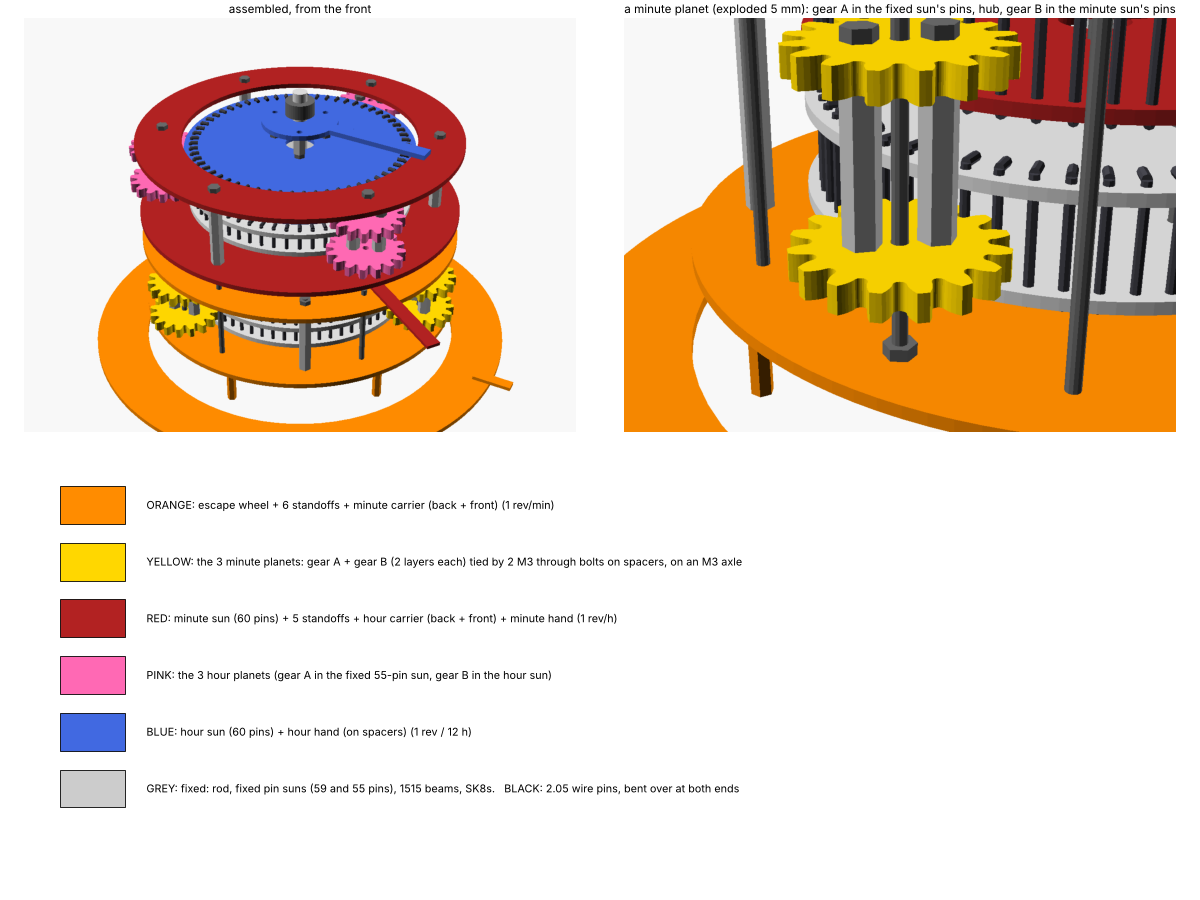 assembled, from the front
a minute planet (exploded 5 mm): gear A in the fixed sun's pins, hub, gear B in the minute sun's pins
ORANGE: escape wheel + 6 standoffs + minute carrier (back + front) (1 rev/min)
YELLOW: the 3 minute planets: gear A + gear B (2 layers each) tied by 2 M3 through bolts on spacers, on an M3 axle
RED: minute sun (60 pins) + 5 standoffs + hour carrier (back + front) + minute hand (1 rev/h)
PINK: the 3 hour planets (gear A in the fixed 55-pin sun, gear B in the hour sun)
BLUE: hour sun (60 pins) + hour hand (on spacers) (1 rev / 12 h)
GREY: fixed: rod, fixed pin suns (59 and 55 pins), 1515 beams, SK8s.   BLACK: 2.05 wire pins, bent over at both ends